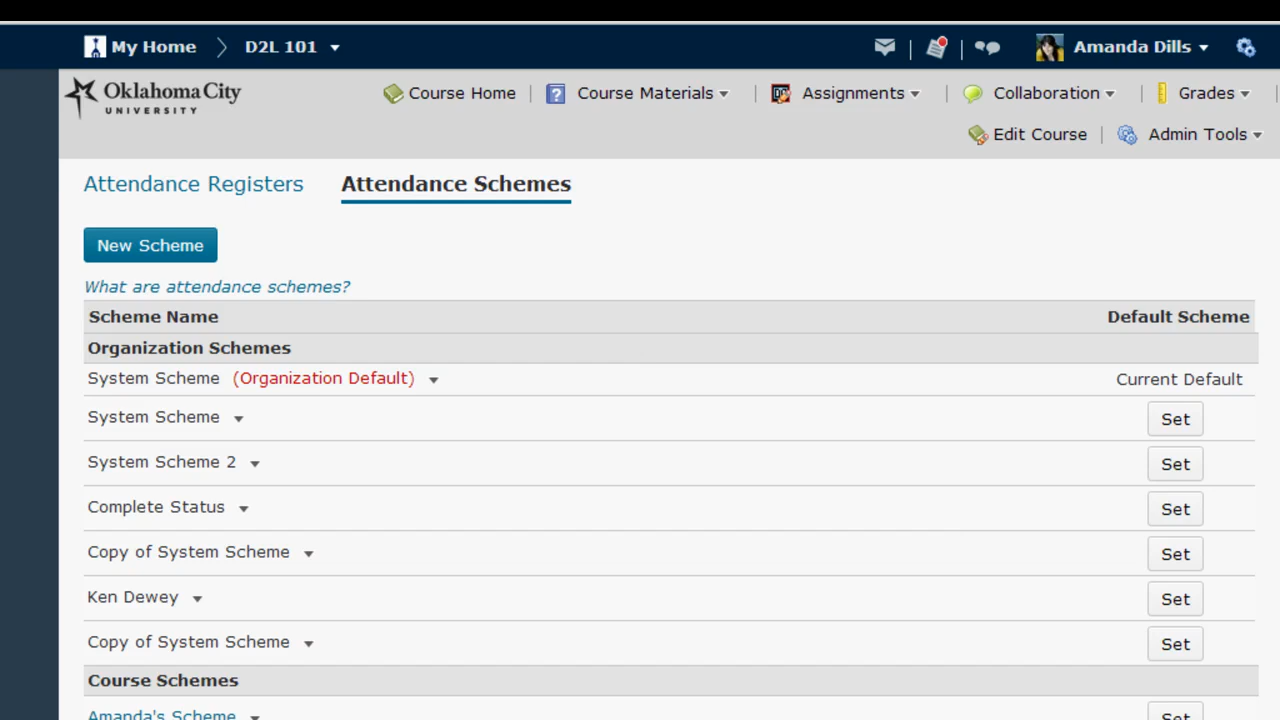 My Home D2L 101 Amanda Dills
Oklahoma City
UNIVERSITY
Course Home Course Materials Assignments Collaboration Grades
Edit Course Admin Tools
Attendance Registers Attendance Schemes
New Scheme
What are attendance schemes?
Scheme Name Default Scheme
Organization Schemes
System Scheme (Organization Default) Current Default
System Scheme Set
System Scheme 2 Set
Complete Status Set
Copy of System Scheme Set
Ken Dewey Set
Copy of System Scheme Set
Course Schemes
Amanda's Scheme Set